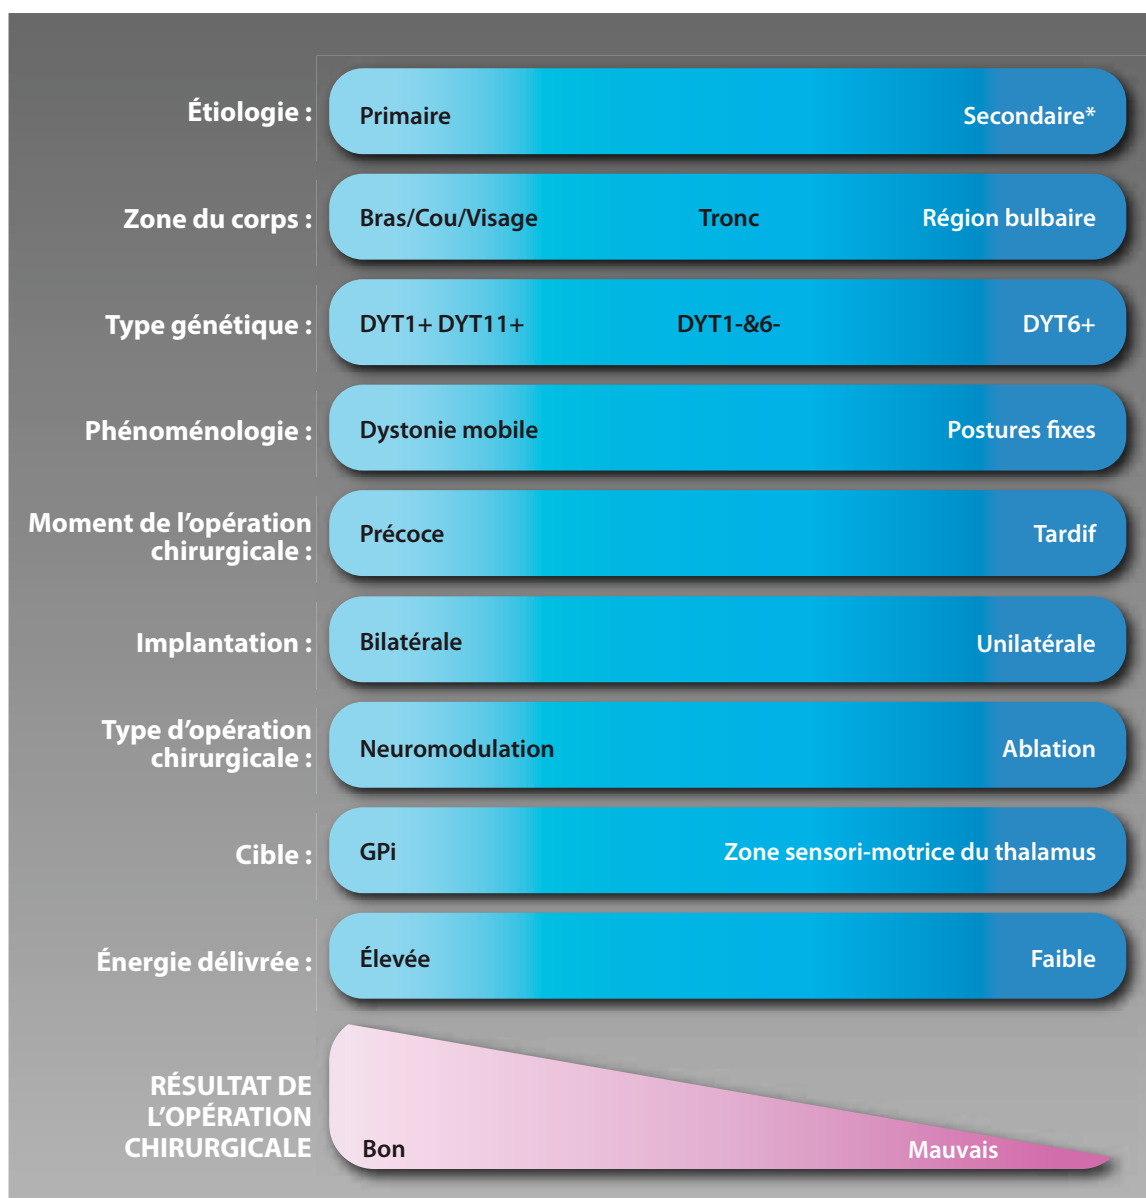 Étiologie : Primaire Secondaire*
Zone du corps : Bras/Cou/Visage Tronc Région bulbaire
Type génétique : DYT1+ DYT11+ DYT1-&6- DYT6+
Phénoménologie : Dystonie mobile Postures fixes
Moment de l'opération
chirurgicale : Précoce Tardif
Implantation : Bilatérale Unilatérale
Type d'opération
chirurgicale : Neuromodulation Ablation
Cible : GPi Zone sensori-motrice du thalamus
Énergie délivrée : Élevée Faible
RÉSULTAT DE
L'OPÉRATION
CHIRURGICALE Bon Mauvais